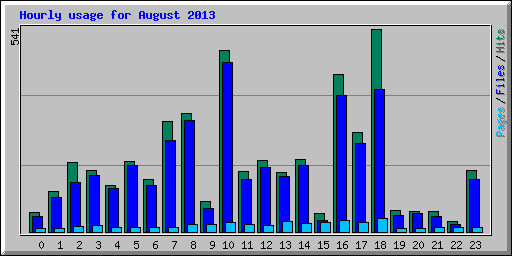 Hourly usage for August 2013
541
Pages / Files / Hits
0 1 2 3 4 5 6 7 8 9 10 11 12 13 14 15 16 17 18 19 20 21 22 23